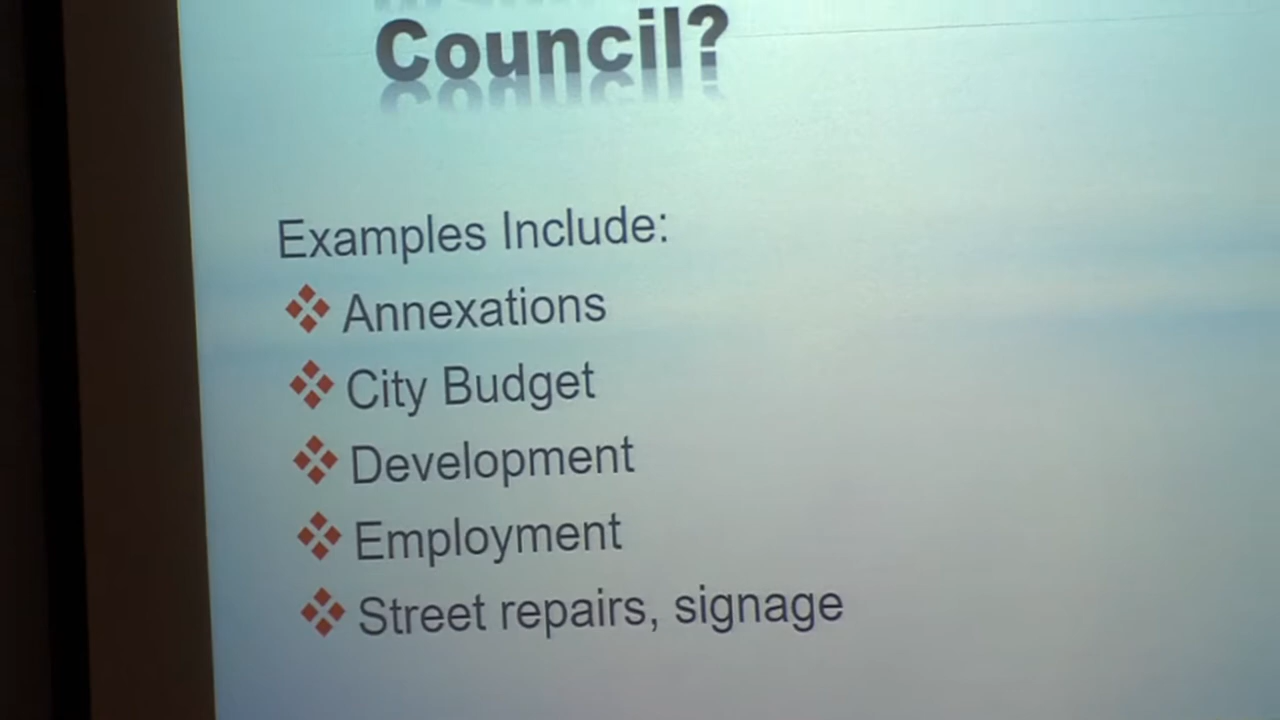 Council?
Examples Include:
Annexations
City Budget
Development
Employment
Street repairs, signage